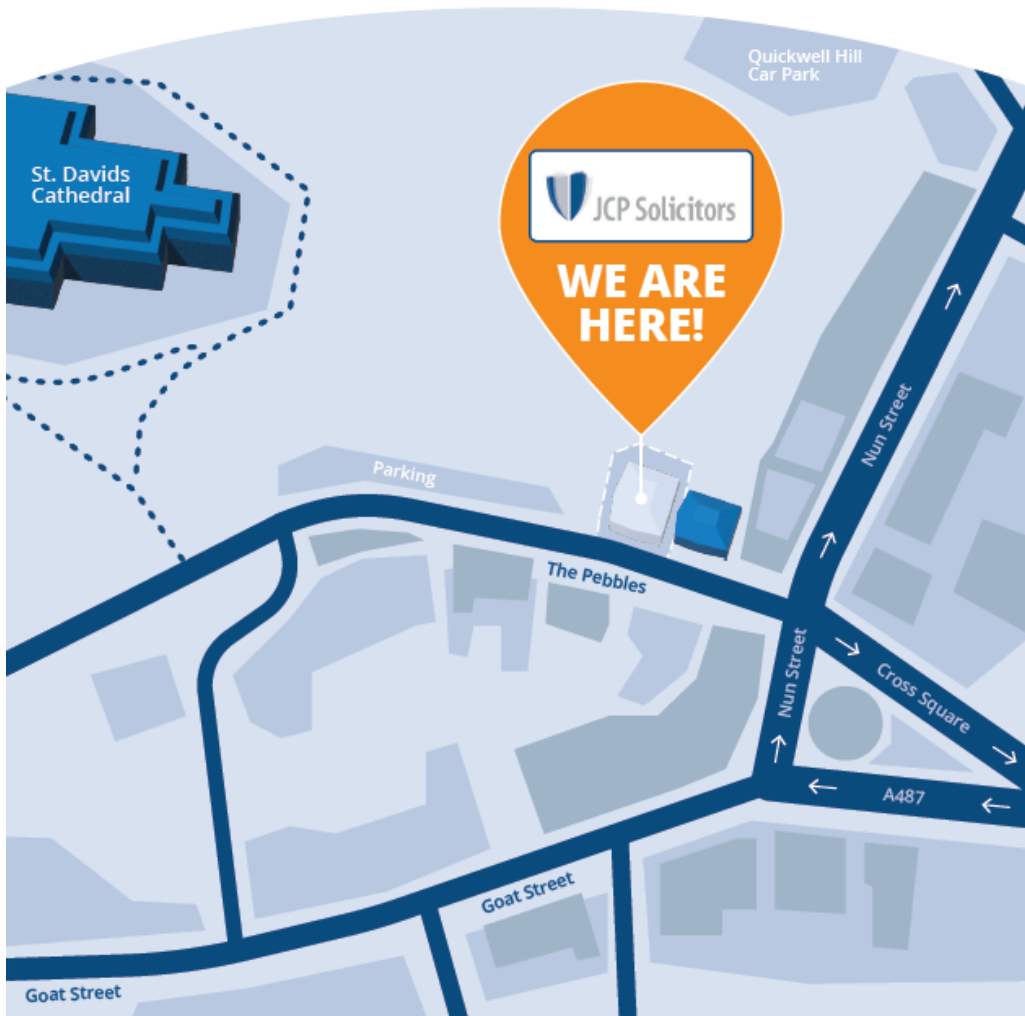 Quickwell Hill
Car Park
St. Davids
Cathedral
JCP Solicitors
WE ARE
HERE!
Nun Street
Parking
The Pebbles
Nun Street
Cross Square
A487
Goat Street
Goat Street